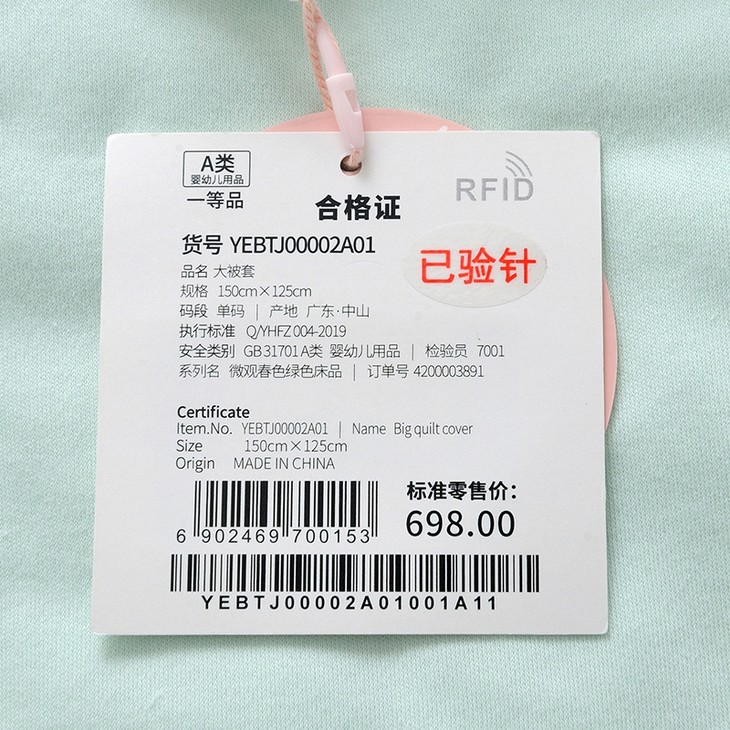 A类
婴幼儿用品
一等品
合格证
RFID
货号 YEBTJ00002A01
已验针
品名 大被套
规格 150cm×125cm
码段 单码 | 产地 广东·中山
执行标准 Q/YHFZ 004-2019
安全类别 GB 31701 A类 婴幼儿用品 | 检验员 7001
系列名 微观春色绿色床品 | 订单号 4200003891
Certificate
Item.No. YEBTJ00002A01 | Name Big quilt cover
Size 150cm×125cm
Origin MADE IN CHINA
标准零售价：
698.00
6 902469 700153
YEBTJ00002A01001A11